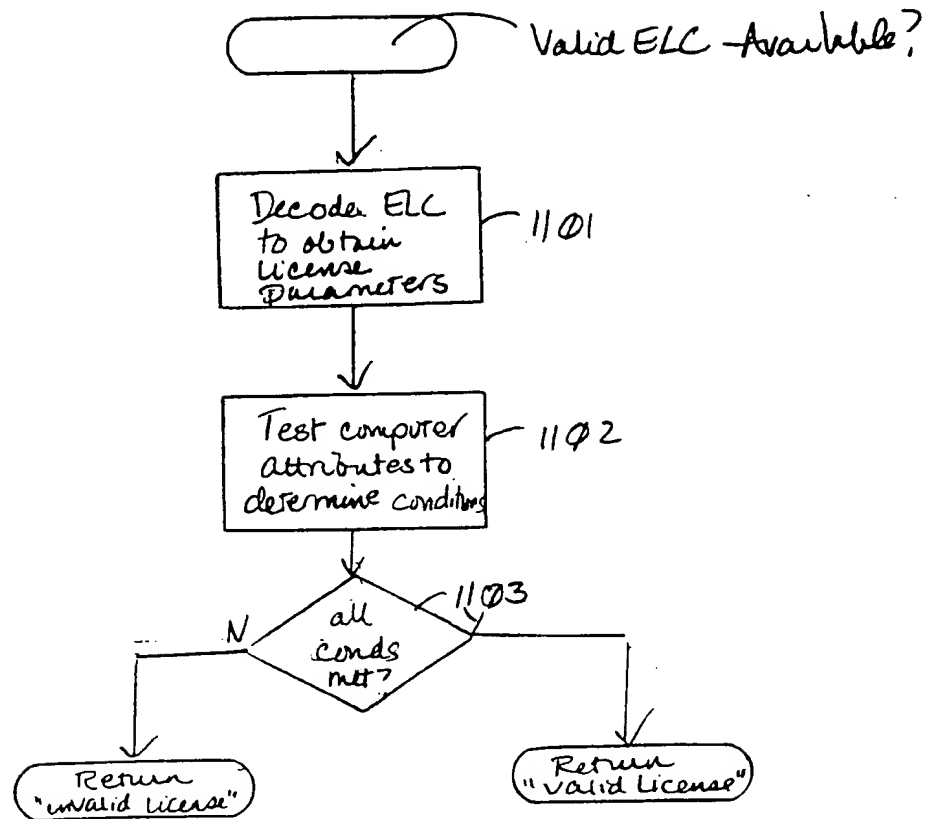 Valid ELC Available?
Decode ELC
to obtain
License
Parameters
1101
Test computer
attributes to
determine conditions
1102
1103
all
conds
met?
N
Return
"invalid License"
Return
"valid License"